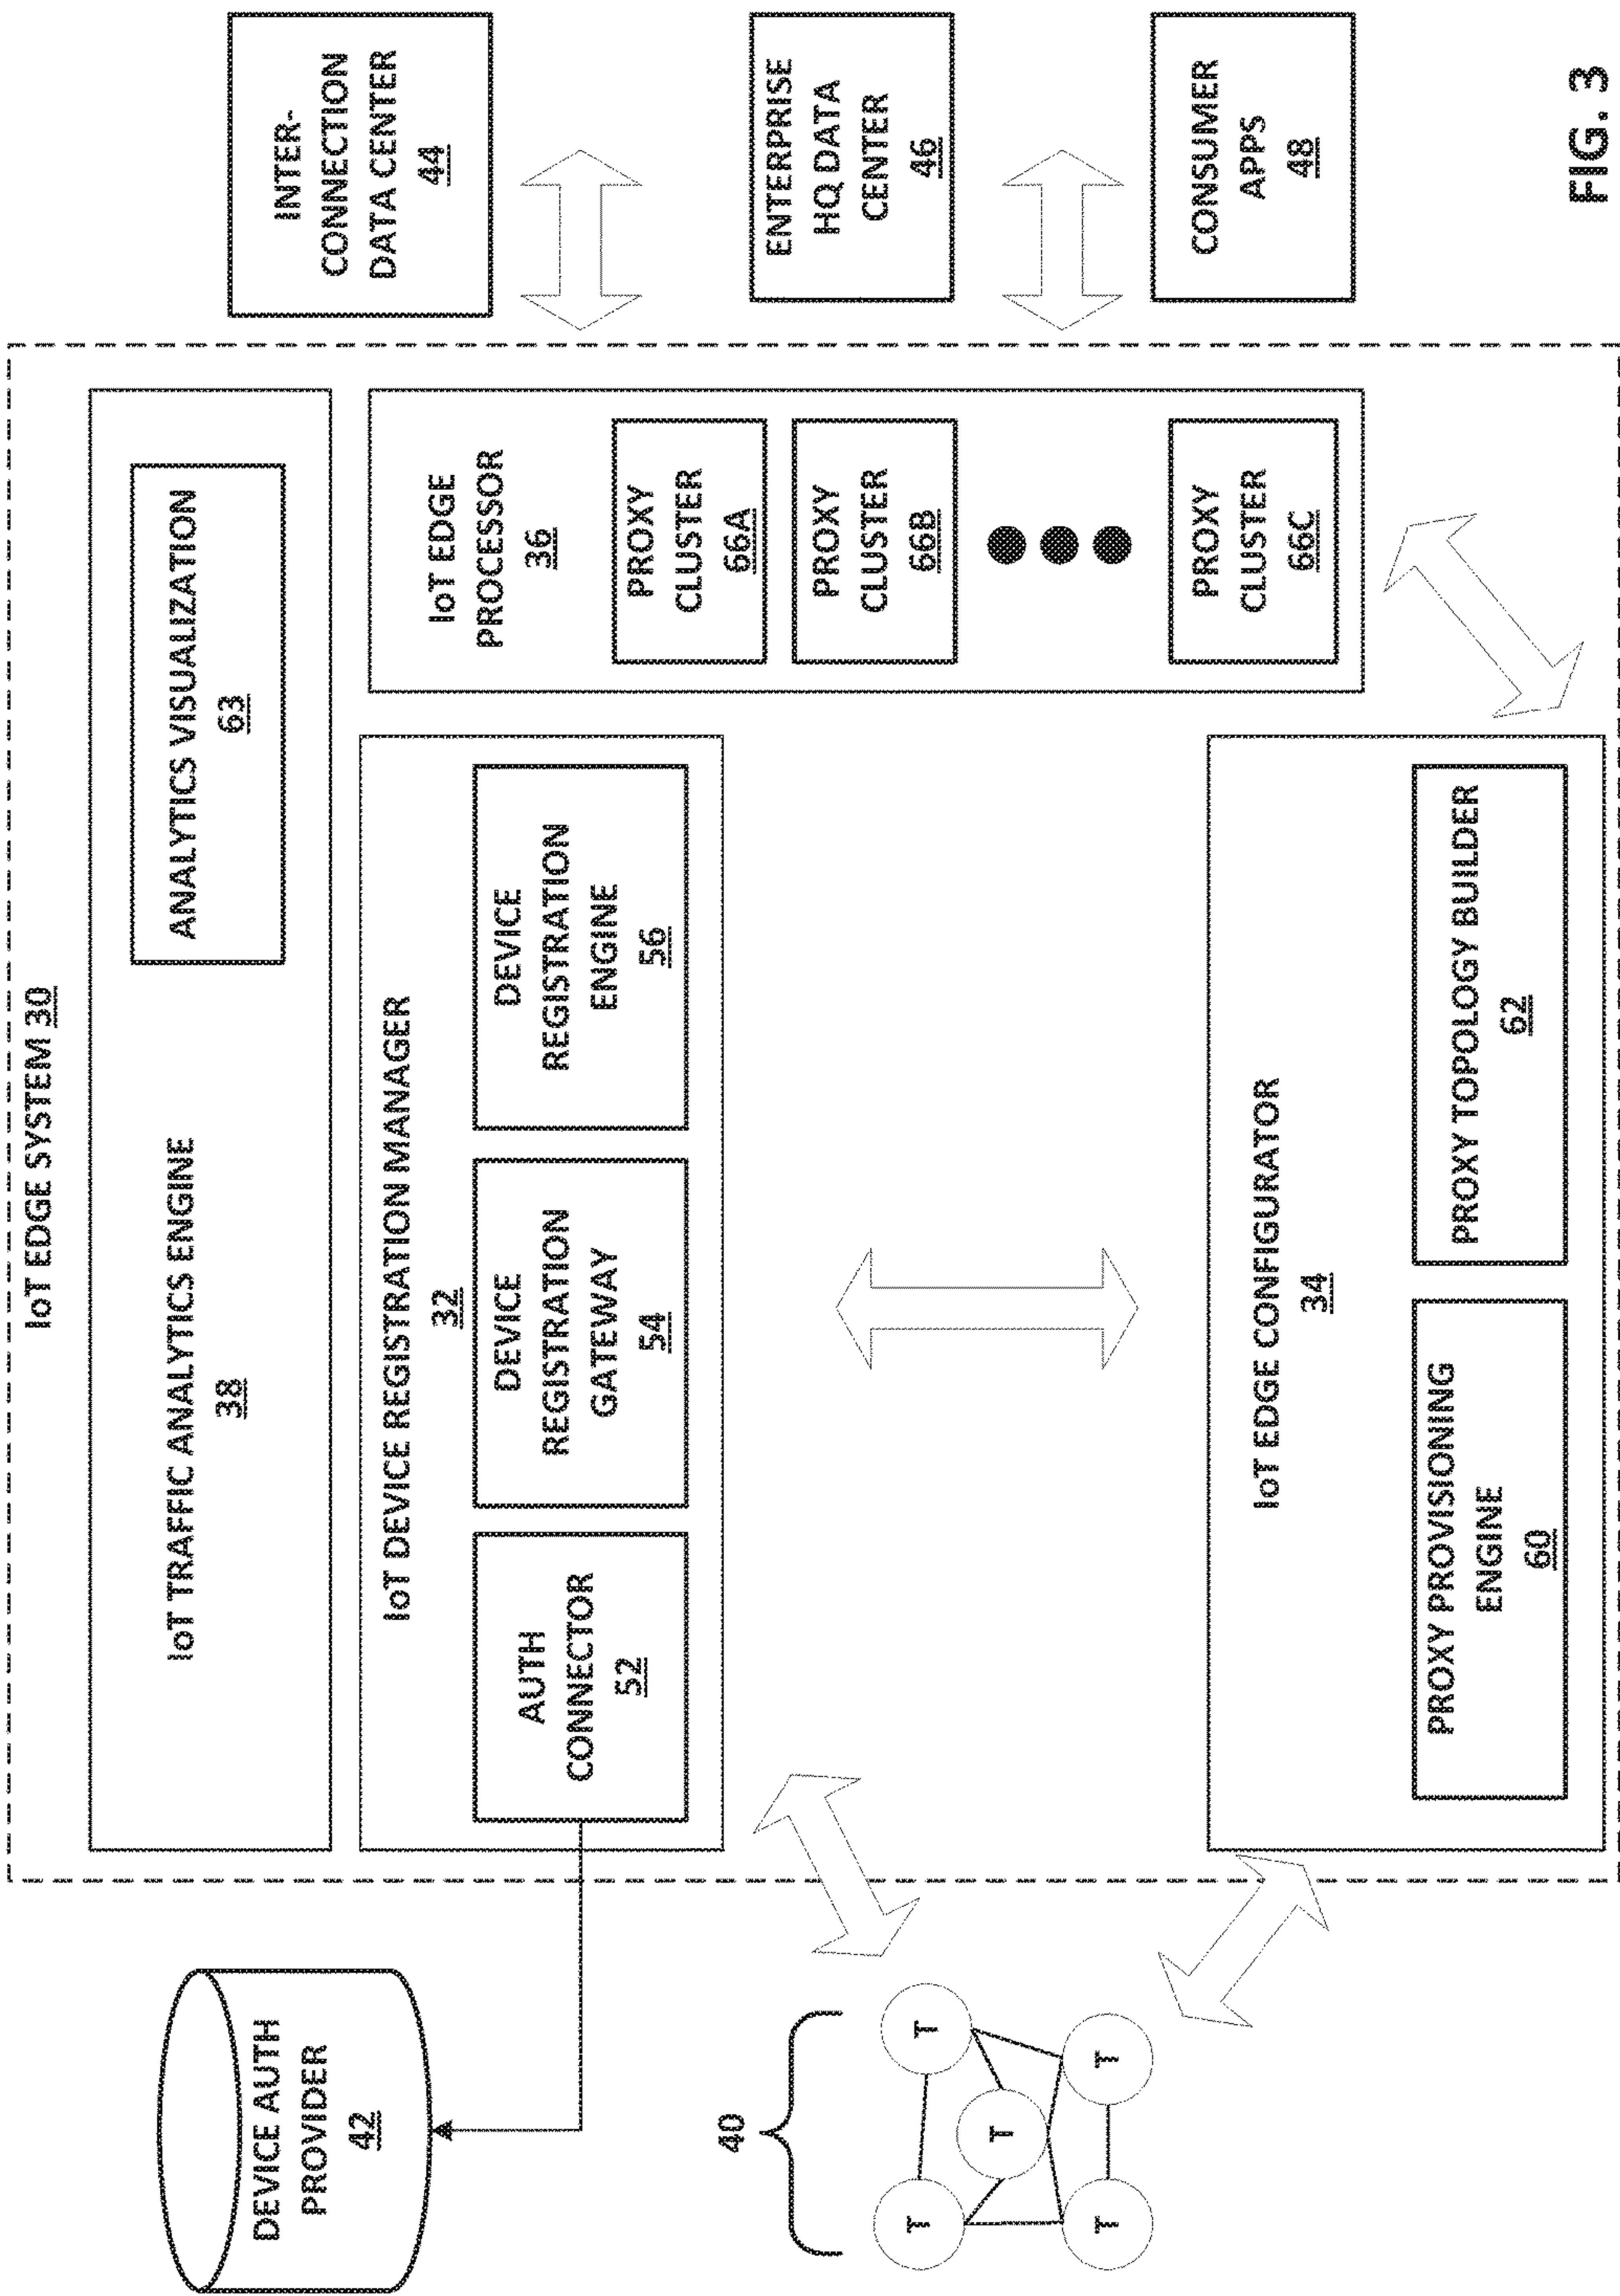 IoT EDGE SYSTEM 30
IoT TRAFFIC ANALYTICS ENGINE
38
ANALYTICS VISUALIZATION
63
DEVICE AUTH
PROVIDER
42
IoT DEVICE REGISTRATION MANAGER
32
AUTH
CONNECTOR
52
DEVICE
REGISTRATION
GATEWAY
54
DEVICE
REGISTRATION
ENGINE
56
IoT EDGE
PROCESSOR
36
PROXY
CLUSTER
66A
PROXY
CLUSTER
66B
PROXY
CLUSTER
66C
INTER-
CONNECTION
DATA CENTER
44
ENTERPRISE
HQ DATA
CENTER
46
CONSUMER
APPS
48
40
T
T
T
T
T
IoT EDGE CONFIGURATOR
34
PROXY PROVISIONING
ENGINE
60
PROXY TOPOLOGY BUILDER
62
FIG. 3